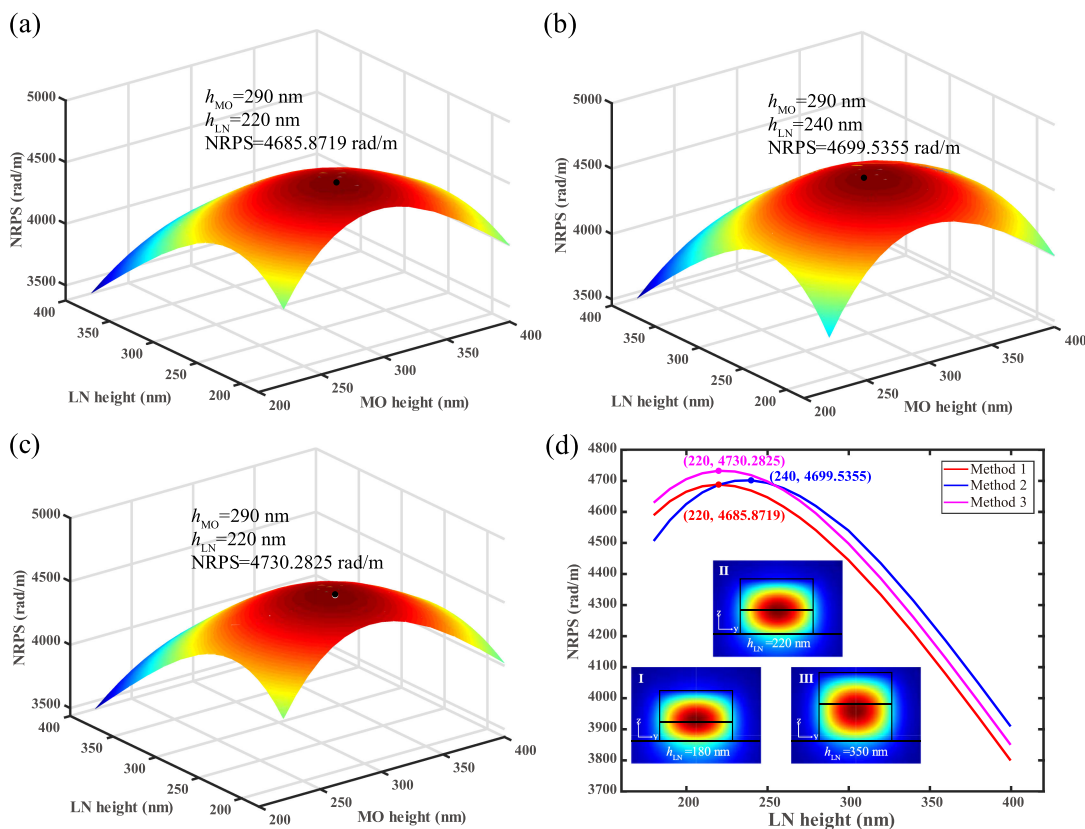 (a)
h_MO=290 nm
h_LN=220 nm
NRPS=4685.8719 rad/m
NRPS (rad/m)
5000
4500
4000
3500
400
350
300
250
200
LN height (nm)
200
250
300
350
400
MO height (nm)
(b)
h_MO=290 nm
h_LN=240 nm
NRPS=4699.5355 rad/m
NRPS (rad/m)
5000
4500
4000
3500
400
350
300
250
200
LN height (nm)
200
250
300
350
400
MO height (nm)
(c)
h_MO=290 nm
h_LN=220 nm
NRPS=4730.2825 rad/m
NRPS (rad/m)
5000
4500
4000
3500
400
350
300
250
200
LN height (nm)
200
250
300
350
400
MO height (nm)
(d)
NRPS (rad/m)
4800
4700
4600
4500
4400
4300
4200
4100
4000
3900
3800
3700
(220, 4730.2825)
(240, 4699.5355)
(220, 4685.8719)
Method 1
Method 2
Method 3
II
z
y
h_LN=220 nm
I
z
y
h_LN=180 nm
III
z
y
h_LN=350 nm
200
250
300
350
400
LN height (nm)